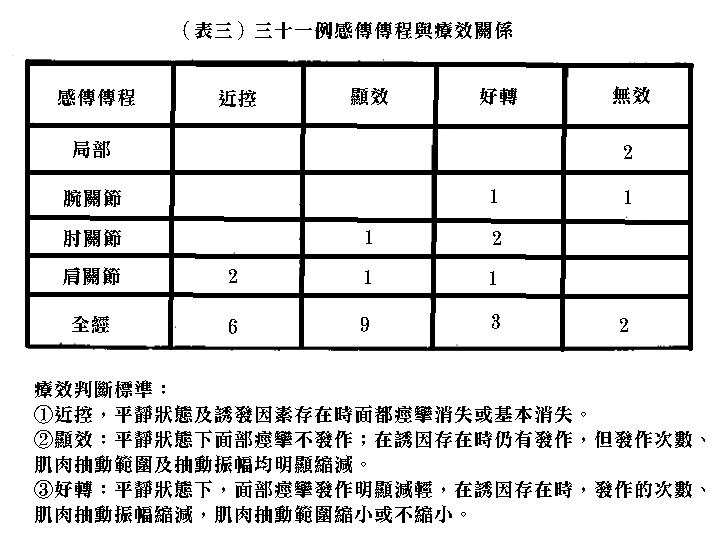 （表三）三十一例感傳傳程與療效關係
感傳傳程 近控 顯效 好轉 無效
局部 2
腕關節 1 1
肘關節 1 2
肩關節 2 1 1
全經 6 9 3 2
療效判斷標準：
①近控，平靜狀態及誘發因素存在時面都痙攣消失或基本消失。
②顯效：平靜狀態下面部痙攣不發作；在誘因存在時仍有發作，但發作次數、
肌肉抽動範圍及抽動振幅均明顯縮減。
③好轉：平靜狀態下，面部痙攣發作明顯減輕，在誘因存在時，發作的次數、
肌肉抽動振幅縮減，肌肉抽動範圍縮小或不縮小。